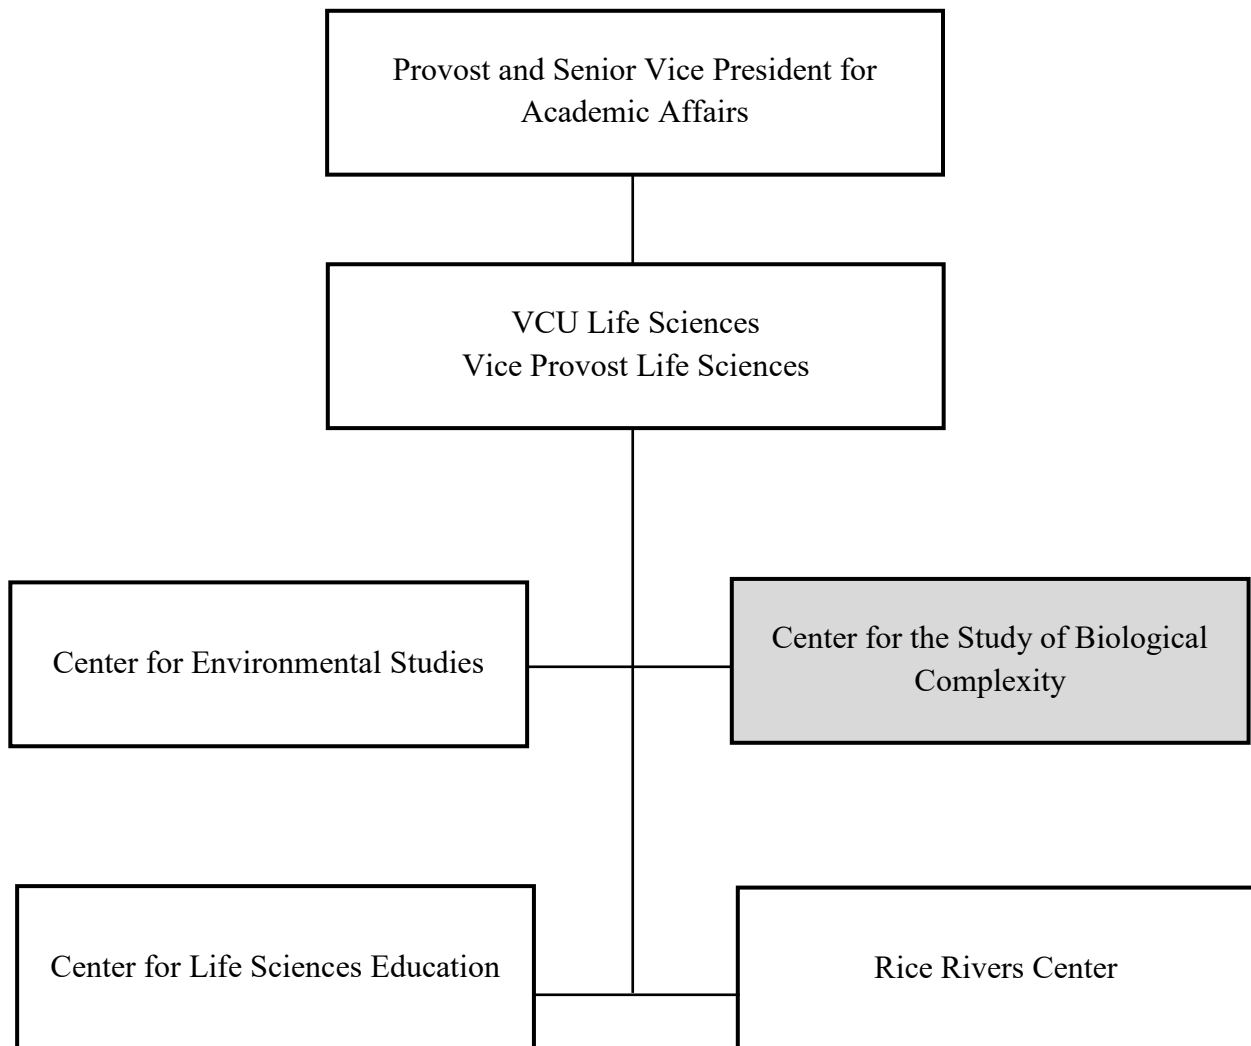 Provost and Senior Vice President for
Academic Affairs
VCU Life Sciences
Vice Provost Life Sciences
Center for Environmental Studies
Center for the Study of Biological
Complexity
Center for Life Sciences Education
Rice Rivers Center